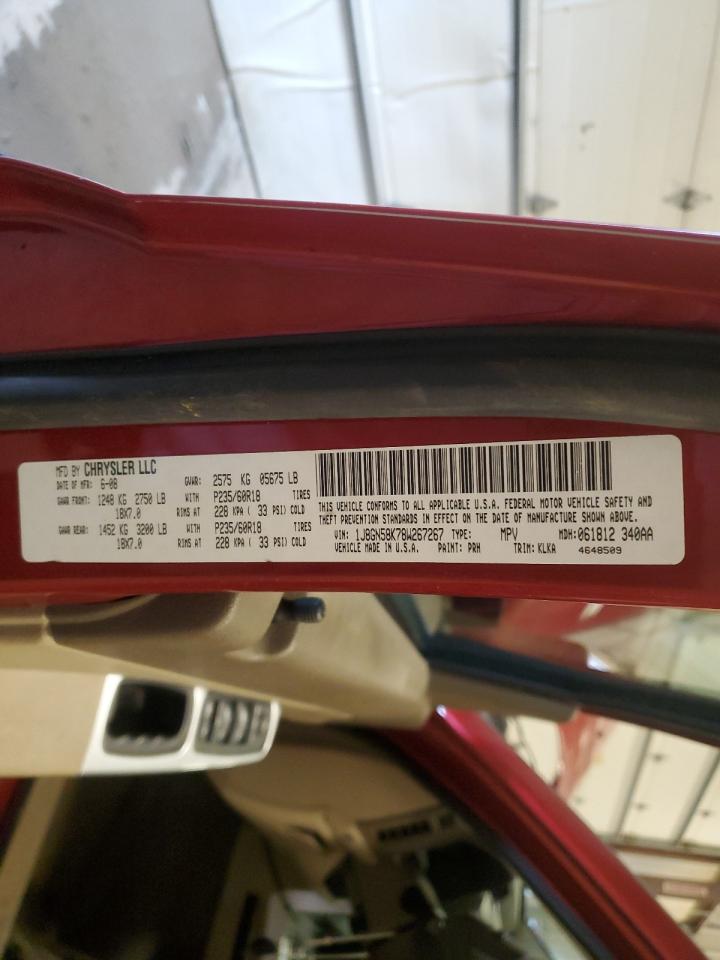 MFD BY CHRYSLER LLC
DATE OF MFR: 6-08 GVWR: 2575 KG 05675 LB
GAWR FRONT: 1248 KG 2750 LB WITH P235/60R18 TIRES
18X7.0 RIMS AT 228 KPA ( 33 PSI) COLD
GAWR REAR: 1452 KG 3200 LB WITH P235/60R18 TIRES
18X7.0 RIMS AT 228 KPA ( 33 PSI) COLD
THIS VEHICLE CONFORMS TO ALL APPLICABLE U.S.A. FEDERAL MOTOR VEHICLE SAFETY AND
THEFT PREVENTION STANDARDS IN EFFECT ON THE DATE OF MANUFACTURE SHOWN ABOVE.
VIN: 1J8GN58K78W267267 TYPE: MPV MDH: 061812 340AA
VEHICLE MADE IN U.S.A. PAINT: PRH TRIM: KLKA 4648509